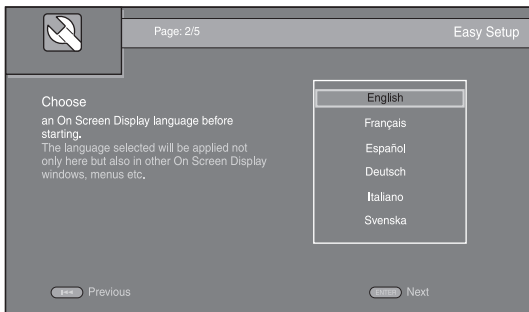 Page: 2/5
Easy Setup
Choose
an On Screen Display language before
starting.
The language selected will be applied not
only here but also in other On Screen Display
windows, menus etc.
English
Français
Español
Deutsch
Italiano
Svenska
Previous
ENTER Next